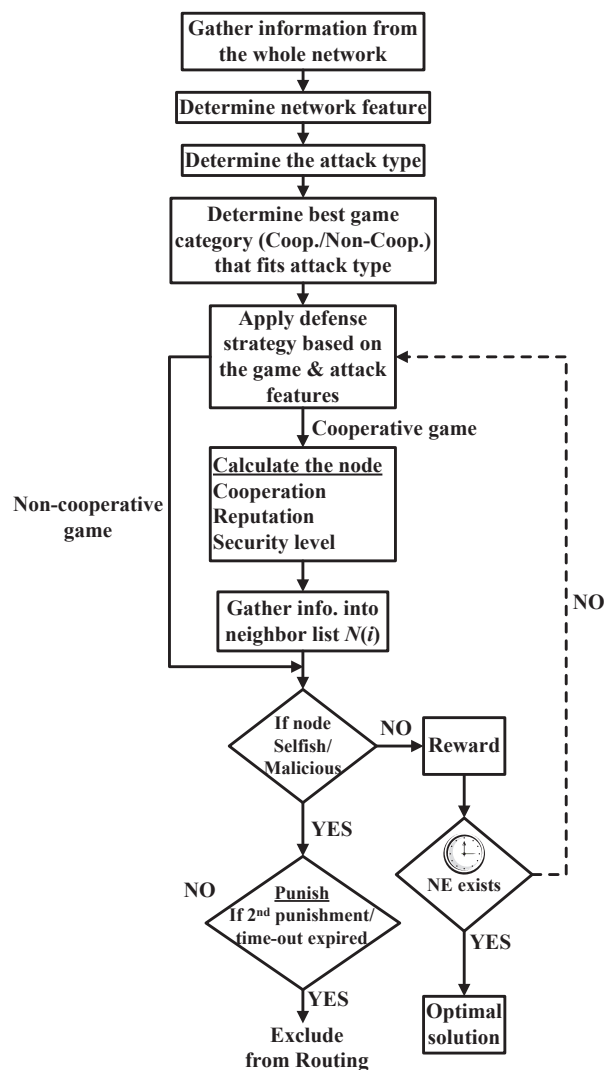 Gather information from
the whole network
Determine network feature
Determine the attack type
Determine best game
category (Coop./Non-Coop.)
that fits attack type
Apply defense
strategy based on
the game & attack
features
Cooperative game
Calculate the node
Cooperation
Reputation
Security level
Non-cooperative
game
Gather info. into
neighbor list N(i)
NO
If node
Selfish/
Malicious
NO
Reward
YES
NE exists
NO
Punish
If 2nd punishment/
time-out expired
YES
YES
Optimal
solution
Exclude
from Routing